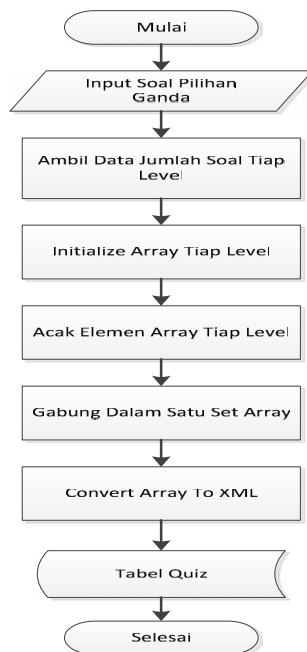 Mulai
Input Soal Pilihan
Ganda
Ambil Data Jumlah Soal Tiap
Level
Initialize Array Tiap Level
Acak Elemen Array Tiap Level
Gabung Dalam Satu Set Array
Convert Array To XML
Tabel Quiz
Selesai